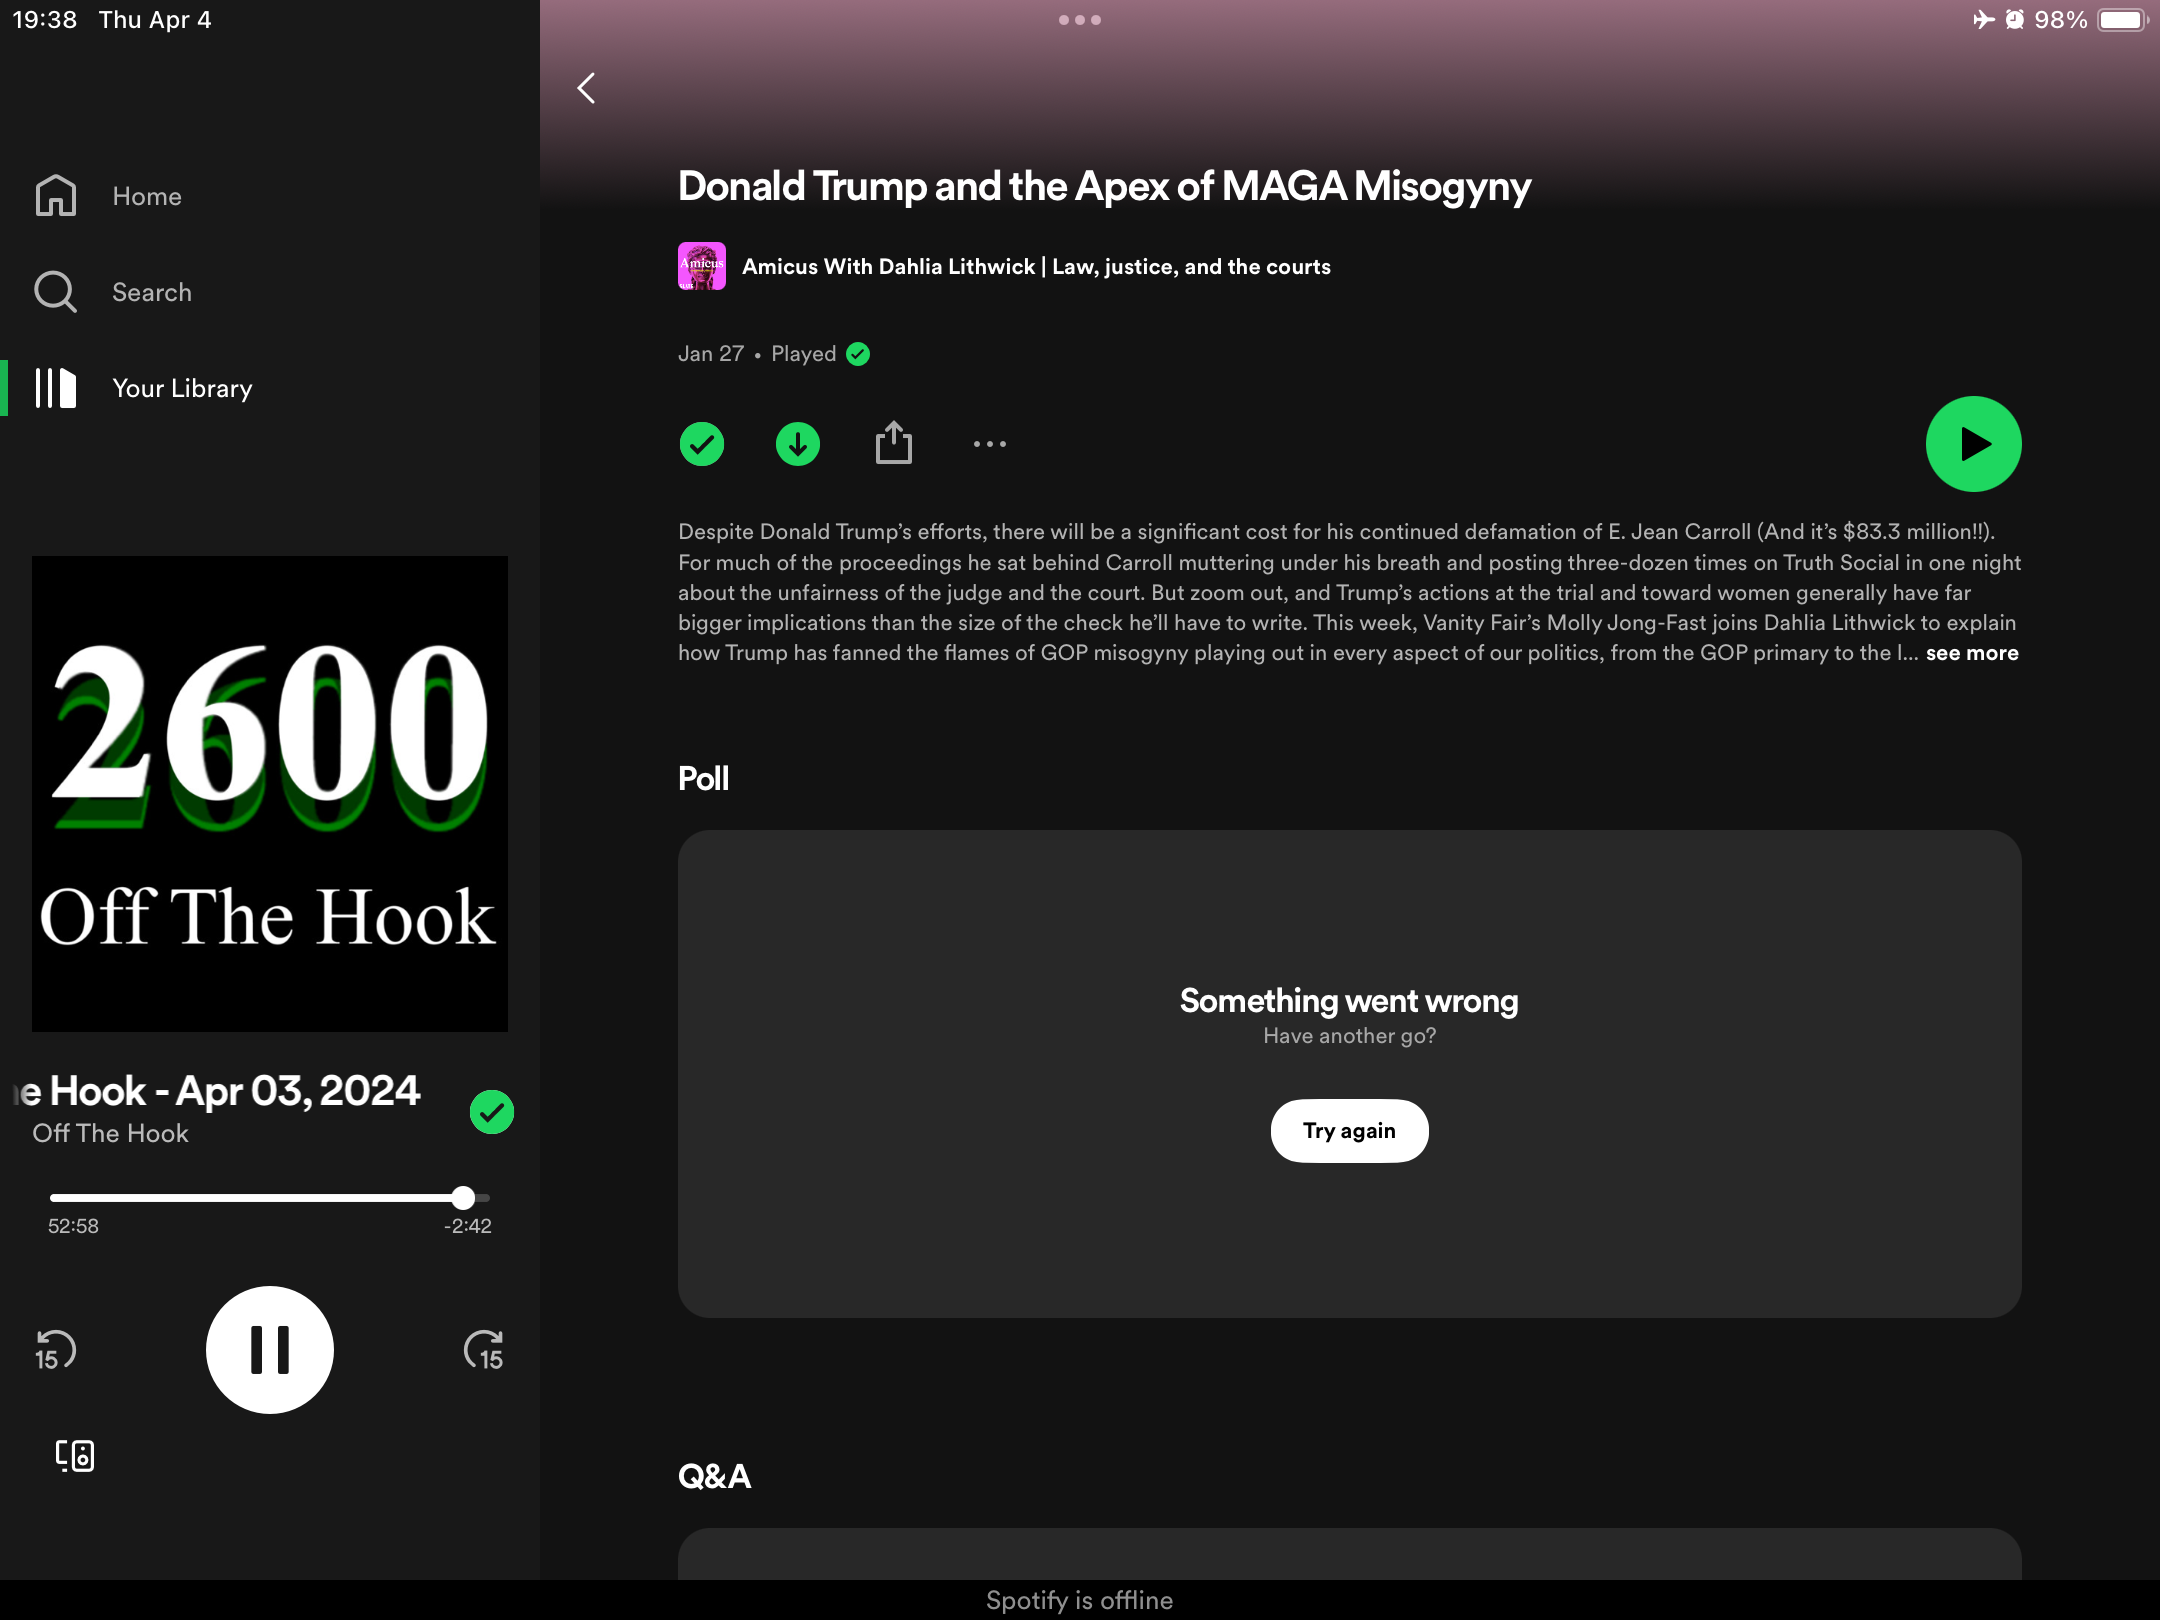 19:38 Thu Apr 4
98%
Home
Search
Your Library
2600
Off The Hook
e Hook - Apr 03, 2024
Off The Hook
52:58
-2:42
15
15
Donald Trump and the Apex of MAGA Misogyny
Amicus
Amicus With Dahlia Lithwick | Law, justice, and the courts
Jan 27 • Played
Despite Donald Trump’s efforts, there will be a significant cost for his continued defamation of E. Jean Carroll (And it’s $83.3 million!!).
For much of the proceedings he sat behind Carroll muttering under his breath and posting three-dozen times on Truth Social in one night
about the unfairness of the judge and the court. But zoom out, and Trump’s actions at the trial and toward women generally have far
bigger implications than the size of the check he’ll have to write. This week, Vanity Fair’s Molly Jong-Fast joins Dahlia Lithwick to explain
how Trump has fanned the flames of GOP misogyny playing out in every aspect of our politics, from the GOP primary to the l... see more
Poll
Something went wrong
Have another go?
Try again
Q&A
Spotify is offline